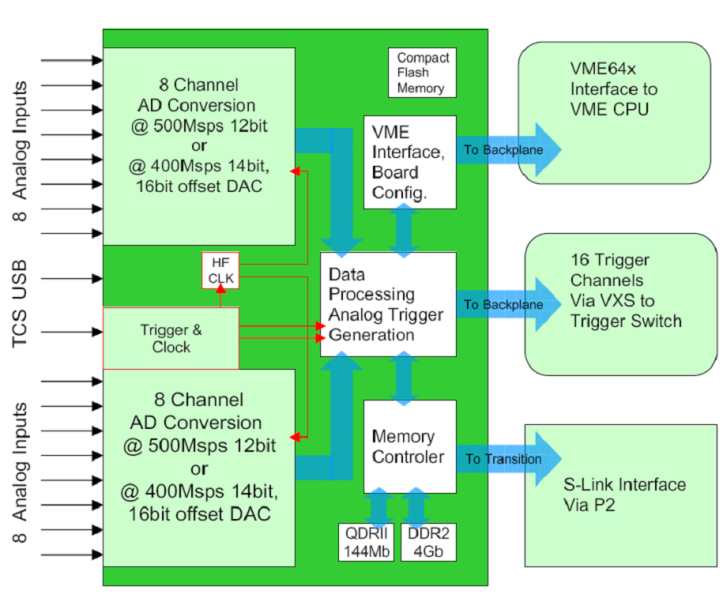 8 Analog Inputs
TCS USB
8 Analog Inputs
8 Channel
AD Conversion
@ 500Msps 12bit
or
@ 400Msps 14bit,
16bit offset DAC
HF
CLK
Trigger &
Clock
8 Channel
AD Conversion
@ 500Msps 12bit
or
@ 400Msps 14bit,
16bit offset DAC
Compact
Flash
Memory
VME
Interface,
Board
Config.
Data
Processing
Analog Trigger
Generation
Memory
Controler
QDRII
144Mb
DDR2
4Gb
To Backplane
To Backplane
To Transition
VME64x
Interface to
VME CPU
16 Trigger
Channels
Via VXS to
Trigger Switch
S-Link Interface
Via P2